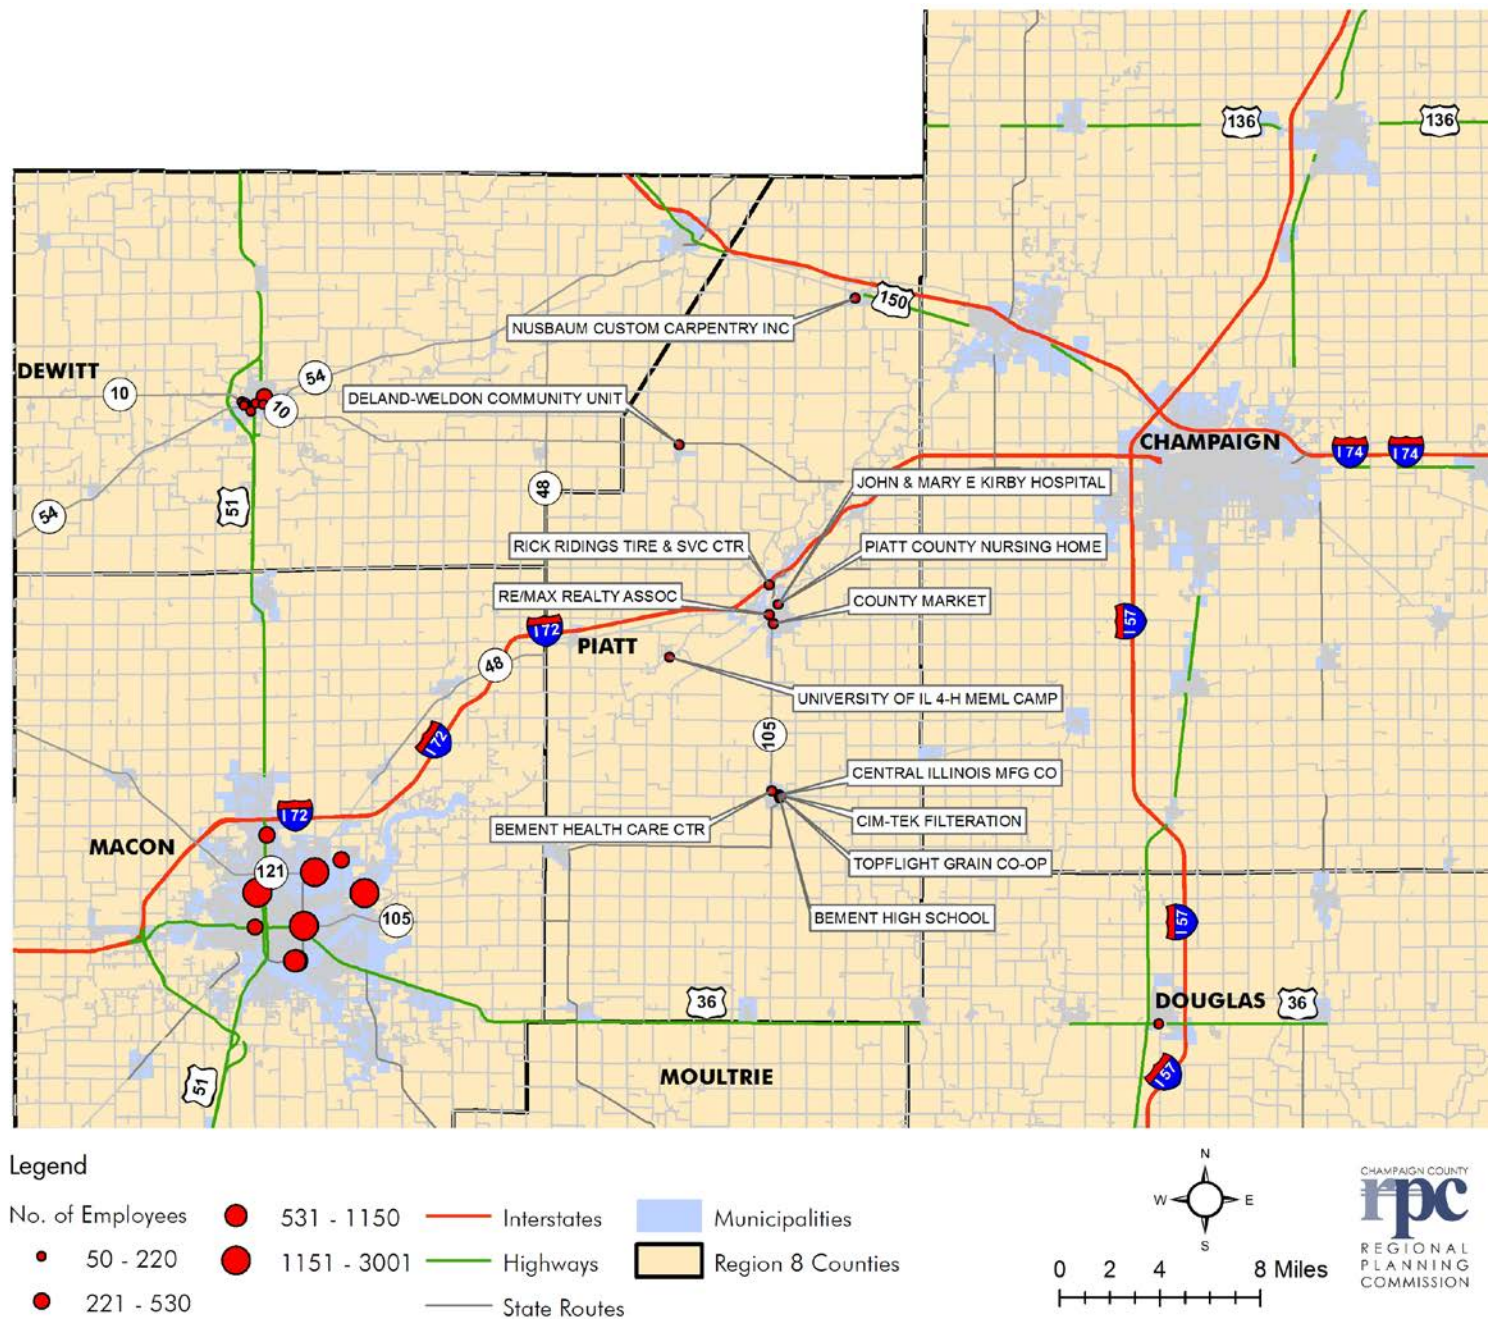 136
136
150
NUSBAUM CUSTOM CARPENTRY INC
DEWITT
10
54
10
DELAND-WELDON COMMUNITY UNIT
CHAMPAIGN
I 74
I 74
54
51
48
JOHN & MARY E KIRBY HOSPITAL
RICK RIDINGS TIRE & SVC CTR
PIATT COUNTY NURSING HOME
RE/MAX REALTY ASSOC
COUNTY MARKET
I 72
I 57
PIATT
48
UNIVERSITY OF IL 4-H MEML CAMP
I 72
105
CENTRAL ILLINOIS MFG CO
I 72
CIM-TEK FILTERATION
BEMENT HEALTH CARE CTR
MACON
TOPFLIGHT GRAIN CO-OP
121
105
BEMENT HIGH SCHOOL
I 57
36
DOUGLAS
36
51
MOULTRIE
I 57
Legend
No. of Employees
50 - 220
221 - 530
531 - 1150
1151 - 3001
Interstates
Highways
State Routes
Municipalities
Region 8 Counties
N
W
E
S
0 2 4 8 Miles
CHAMPAIGN COUNTY
rpc
REGIONAL
PLANNING
COMMISSION